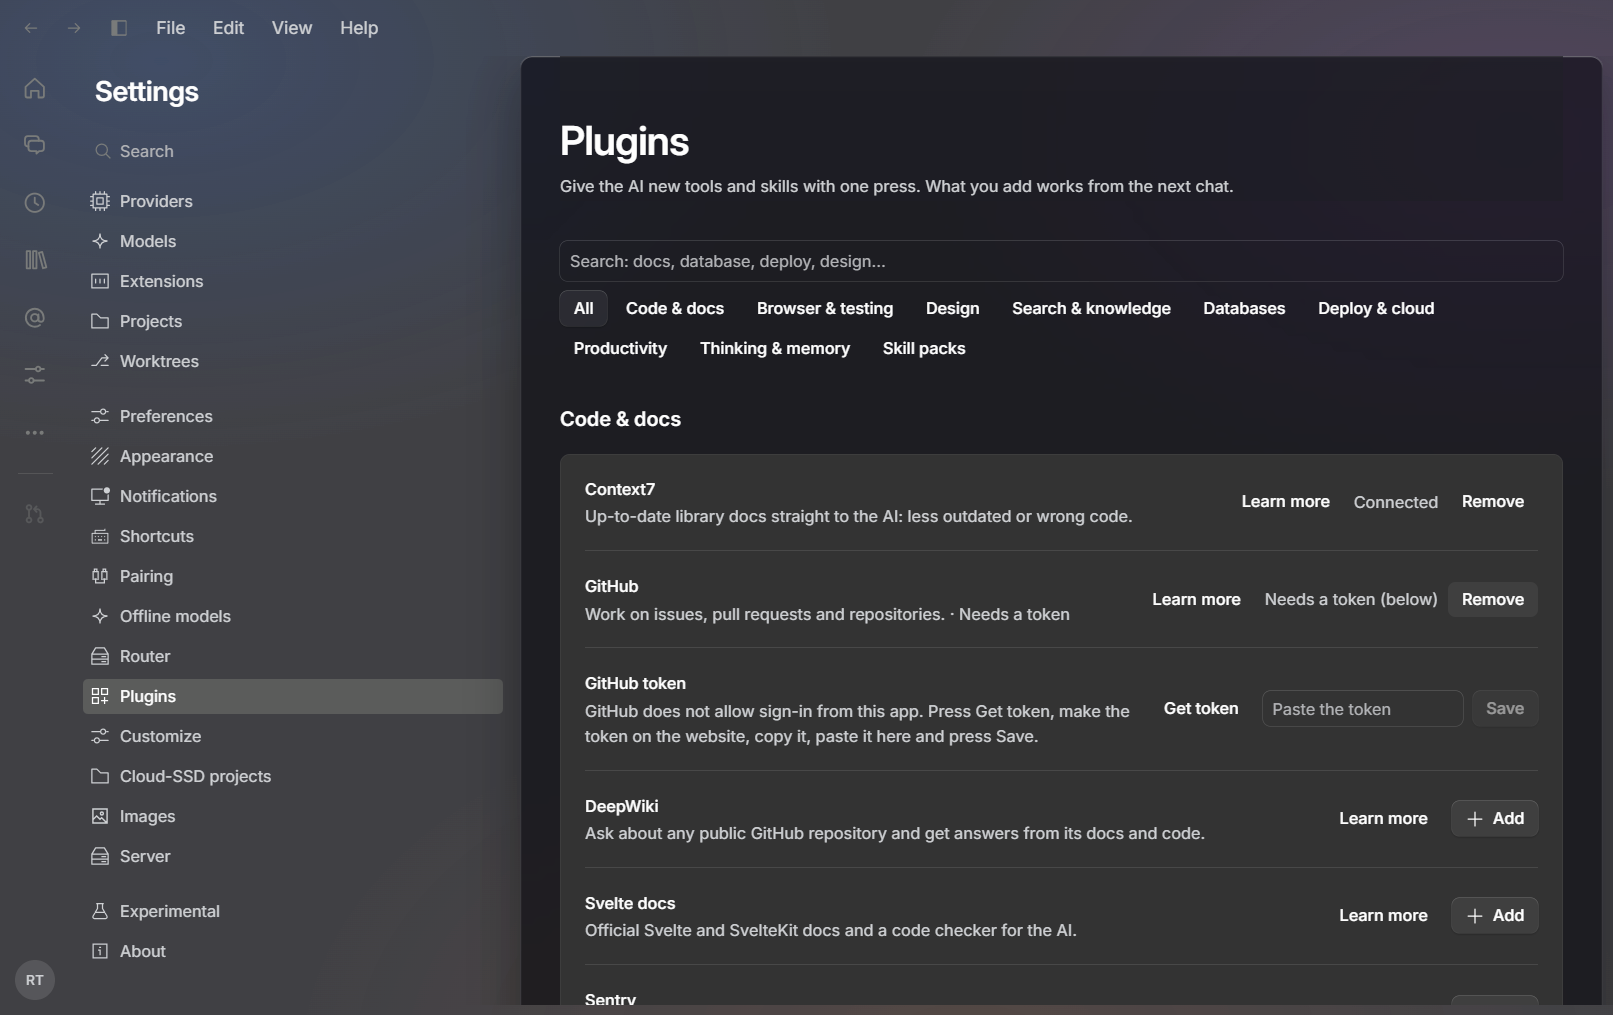 File Edit View Help
Settings
Search
Providers
Models
Extensions
Projects
Worktrees
Preferences
Appearance
Notifications
Shortcuts
Pairing
Offline models
Router
Plugins
Customize
Cloud-SSD projects
Images
Server
Experimental
About
RT
Plugins
Give the AI new tools and skills with one press. What you add works from the next chat.
Search: docs, database, deploy, design...
All Code & docs Browser & testing Design Search & knowledge Databases Deploy & cloud
Productivity Thinking & memory Skill packs
Code & docs
Context7
Up-to-date library docs straight to the AI: less outdated or wrong code.
Learn more Connected Remove
GitHub
Work on issues, pull requests and repositories. · Needs a token
Learn more Needs a token (below) Remove
GitHub token
GitHub does not allow sign-in from this app. Press Get token, make the
token on the website, copy it, paste it here and press Save.
Get token Paste the token Save
DeepWiki
Ask about any public GitHub repository and get answers from its docs and code.
Learn more Add
Svelte docs
Official Svelte and SvelteKit docs and a code checker for the AI.
Learn more Add
Sentry